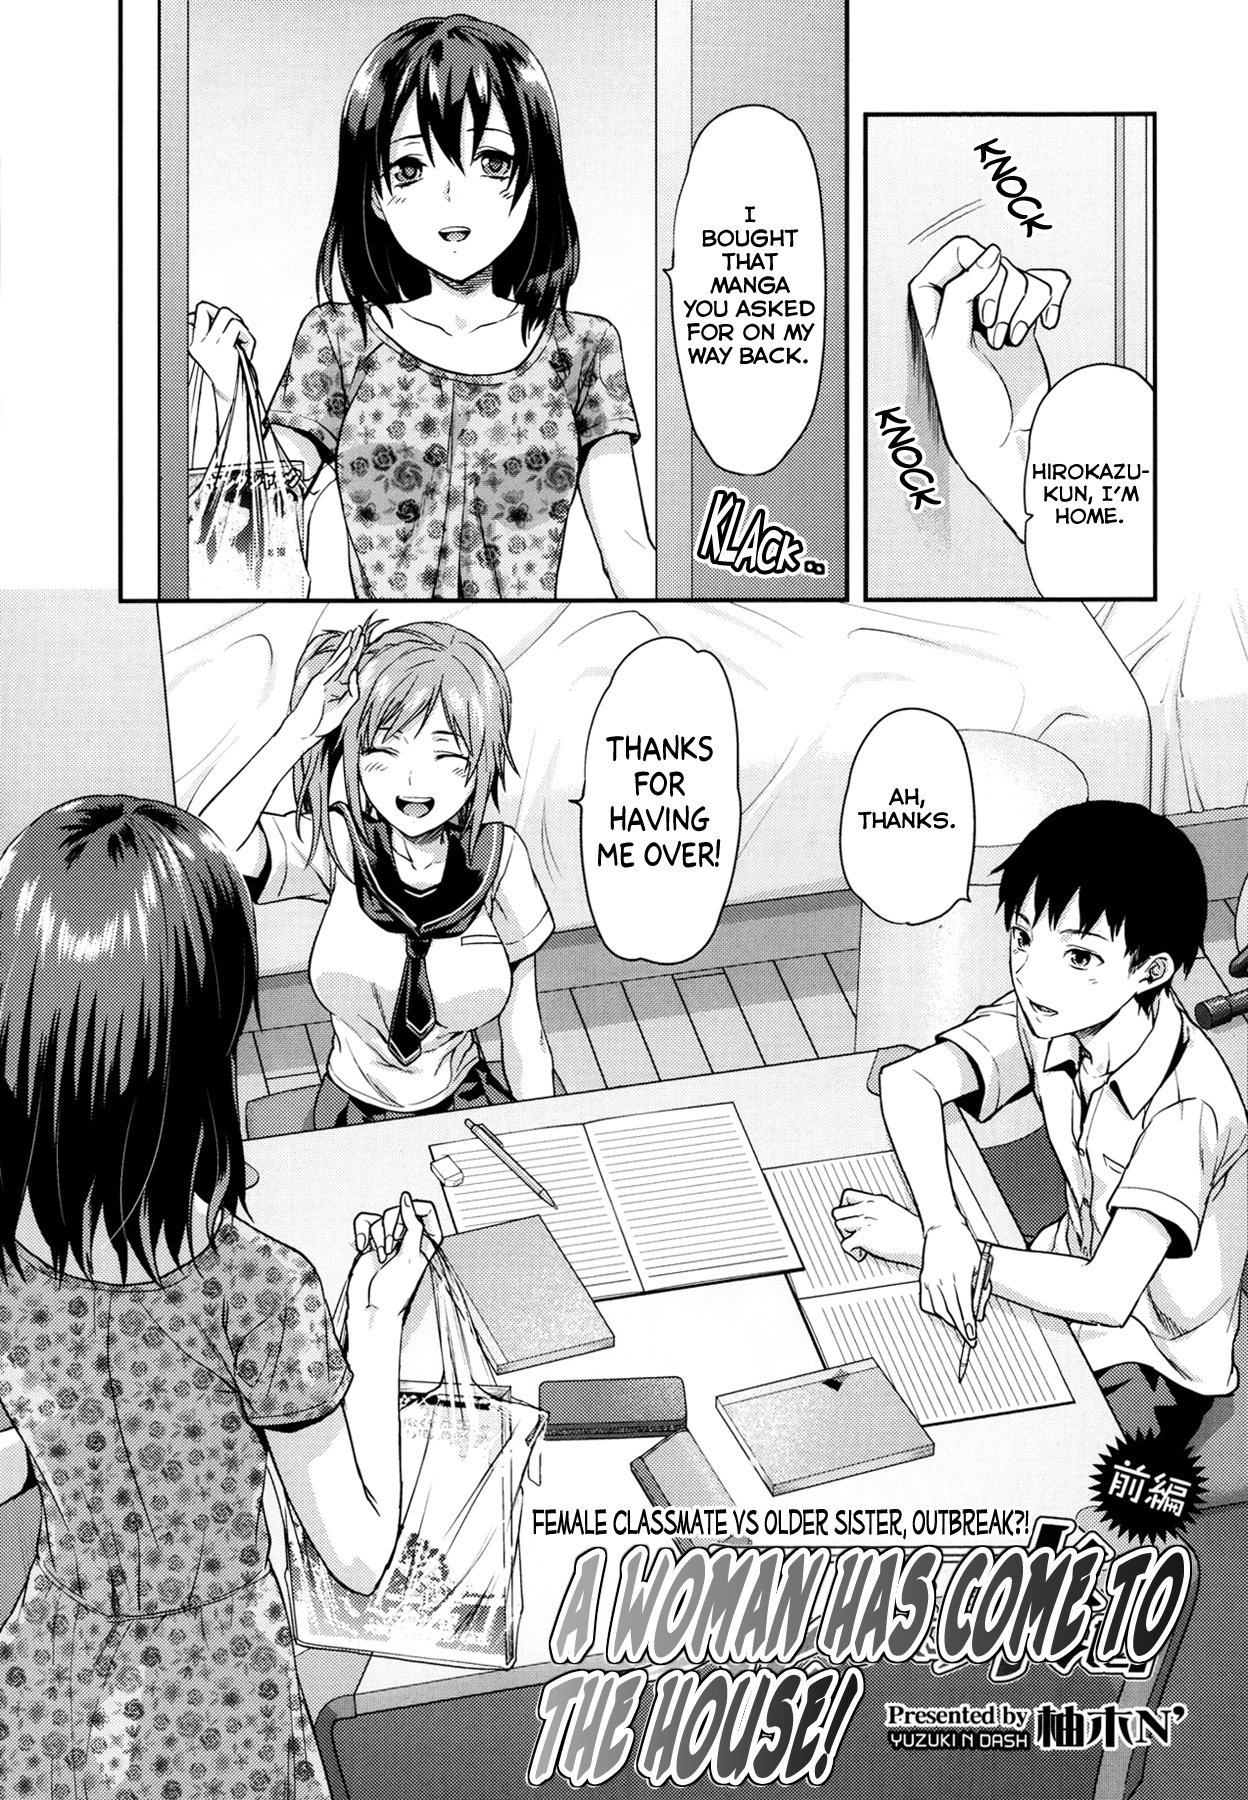 KNOCK
KNOCK
HIROKAZU-
KUN, I'M
HOME.
I
BOUGHT
THAT
MANGA
YOU ASKED
FOR ON MY
WAY BACK.
KLACK..
AH,
THANKS.
THANKS
FOR
HAVING
ME OVER!
前編
FEMALE CLASSMATE VS OLDER SISTER, OUTBREAK?!
A WOMAN HAS COME TO
THE HOUSE!
Presented by 柚木N'
YUZUKI N DASH